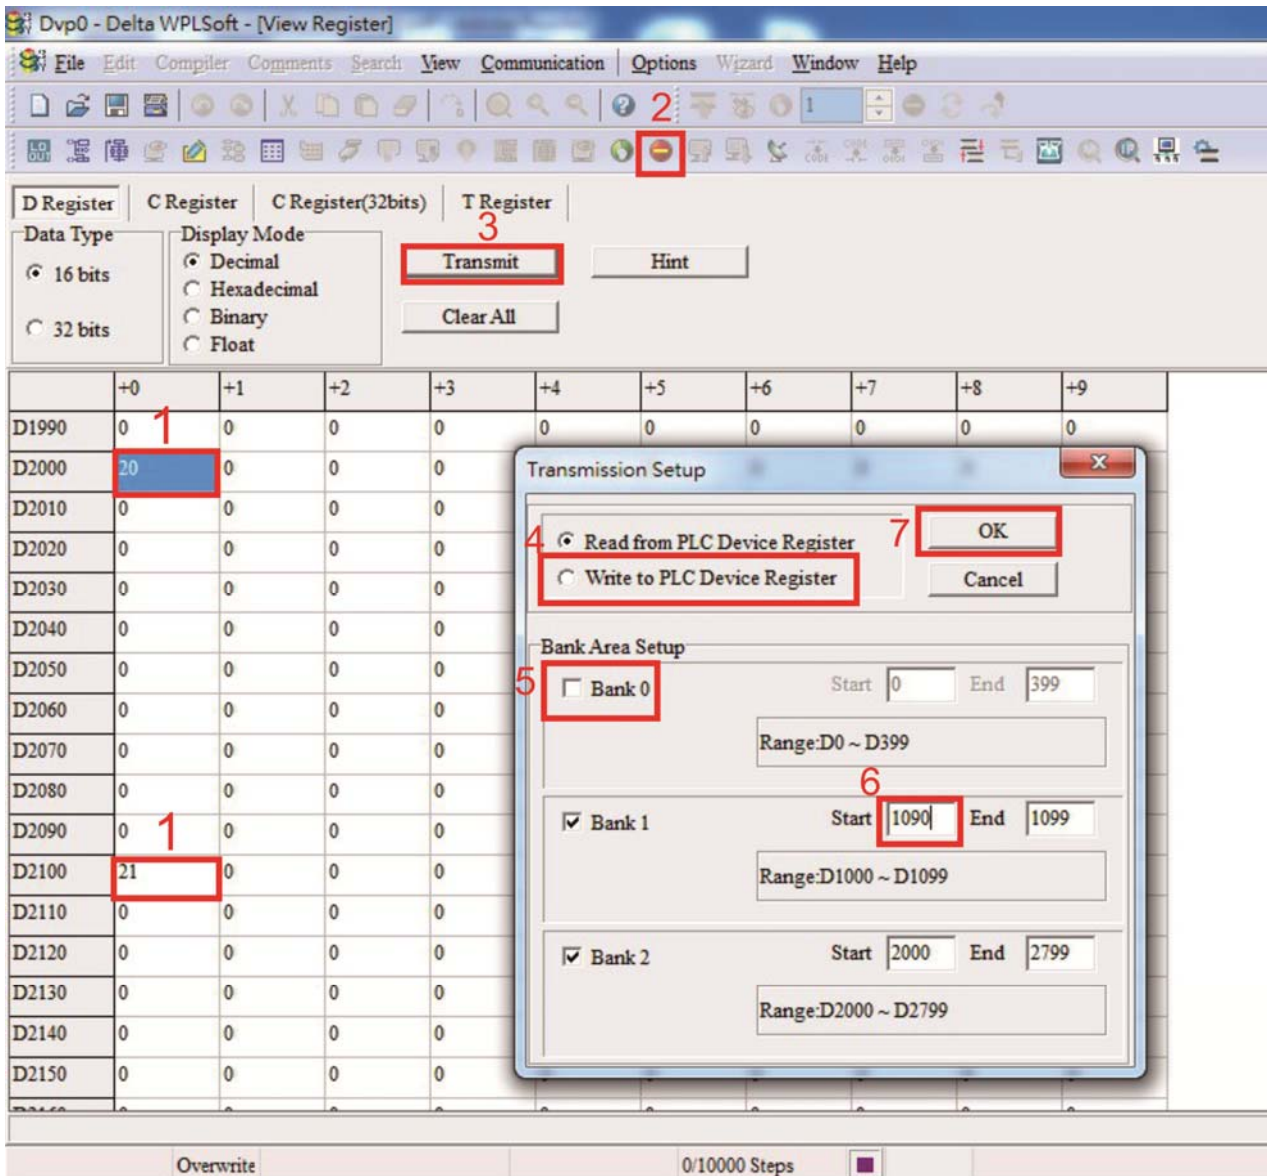 Dvp0 - Delta WPLSoft - [View Register]
File Edit Compiler Comments Search View Communication Options Wizard Window Help
1
2
D Register C Register C Register(32bits) T Register
3
Data Type Display Mode
16 bits
32 bits
Decimal
Hexadecimal
Binary
Float
Transmit Hint
Clear All
+0 +1 +2 +3 +4 +5 +6 +7 +8 +9
1
D1990 0 0 0 0 0 0 0 0 0 0
D2000 20 0 0 0
D2010 0 0 0 0
D2020 0 0 0 0
D2030 0 0 0 0
D2040 0 0 0 0
D2050 0 0 0 0
D2060 0 0 0 0
D2070 0 0 0 0
D2080 0 0 0 0
D2090 0 0 0 0
1
D2100 21 0 0 0
D2110 0 0 0 0
D2120 0 0 0 0
D2130 0 0 0 0
D2140 0 0 0 0
D2150 0 0 0 0
Transmission Setup
4
Read from PLC Device Register
Write to PLC Device Register
7
OK
Cancel
Bank Area Setup
5
Bank 0 Start 0 End 399
Range:D0 ~ D399
6
Bank 1 Start 1090 End 1099
Range:D1000 ~ D1099
Bank 2 Start 2000 End 2799
Range:D2000 ~ D2799
Overwrite 0/10000 Steps